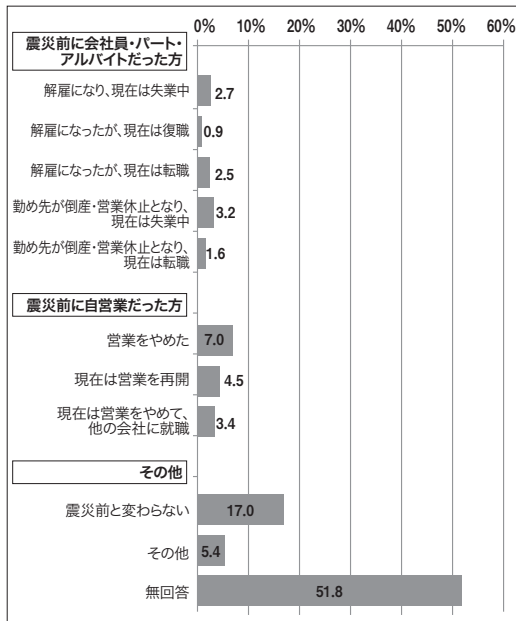 0% 10% 20% 30% 40% 50% 60%
震災前に会社員・パート・
アルバイトだった方
解雇になり、現在は失業中 2.7
解雇になったが、現在は復職 0.9
解雇になったが、現在は転職 2.5
勤め先が倒産・営業休止となり、
現在は失業中 3.2
勤め先が倒産・営業休止となり、
現在は転職 1.6
震災前に自営業だった方
営業をやめた 7.0
現在は営業を再開 4.5
現在は営業をやめて、
他の会社に就職 3.4
その他
震災前と変わらない 17.0
その他 5.4
無回答 51.8